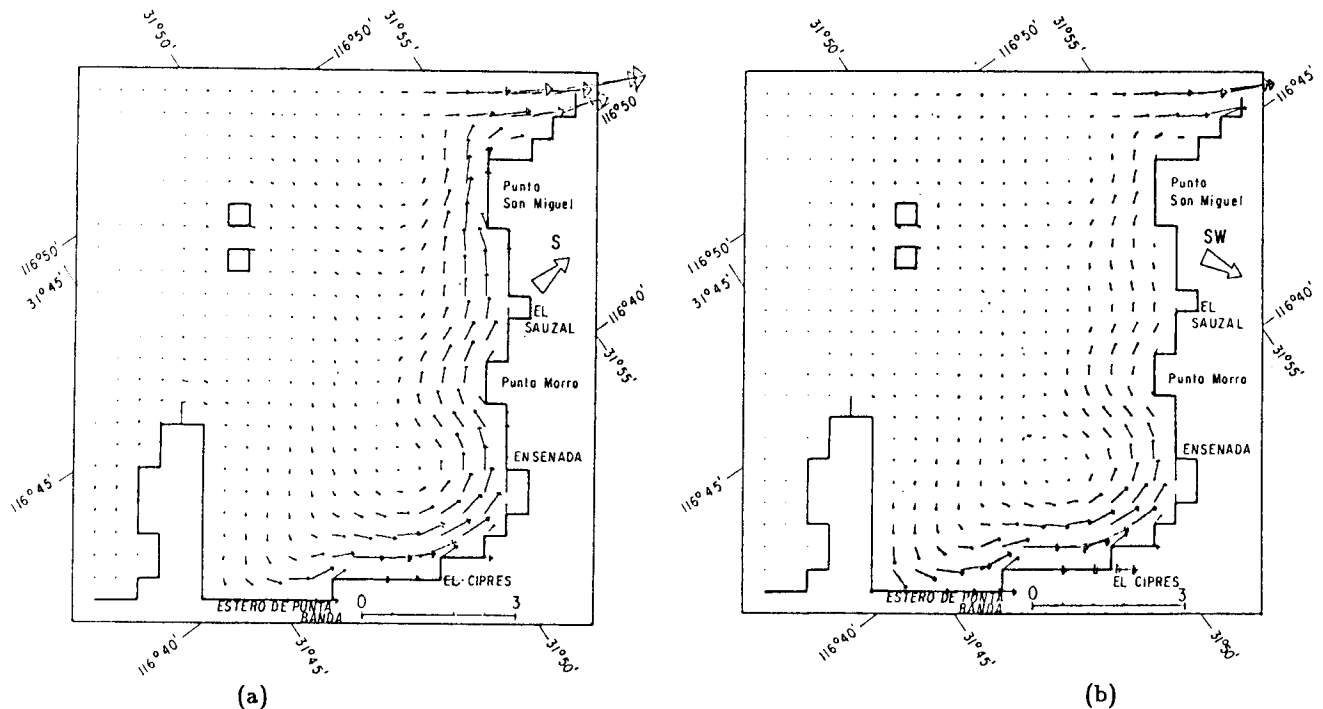 31°50'
116°50'
31°55'
116°50
Punta
San Miguel
S
116°50'
31°45'
EL
SAUZAL
116°40'
31°55'
Punta Morro
ENSENADA
116°45'
EL CIPRES
ESTERO DE PUNTA
BANDA
0 3
116°40'
31°45'
31°50'
(a)
31°50'
116°50'
31°55'
116°45'
Punta
San Miguel
SW
116°50'
31°45'
EL
SAUZAL
116°40'
31°55'
Punta Morro
ENSENADA
116°45'
EL CIPRES
ESTERO DE PUNTA
BANDA
0 3
116°40'
31°45'
31°50'
(b)